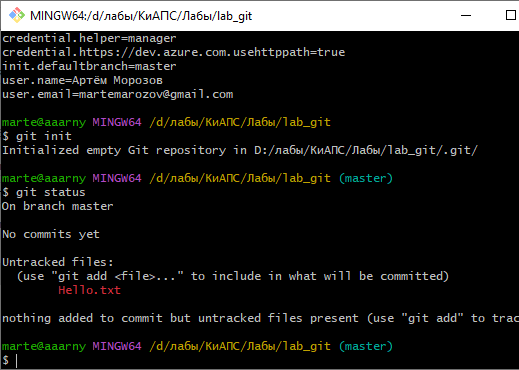 MINGW64:/d/лабы/КиАПС/Лабы/lab_git
credential.helper=manager
credential.https://dev.azure.com.usehttppath=true
init.defaultbranch=master
user.name=Артём Морозов
user.email=martemarozov@gmail.com
marte@aaarny MINGW64 /d/лабы/КиАПС/Лабы/lab_git
$ git init
Initialized empty Git repository in D:/лабы/КиАПС/Лабы/lab_git/.git/
marte@aaarny MINGW64 /d/лабы/КиАПС/Лабы/lab_git (master)
$ git status
On branch master
No commits yet
Untracked files:
(use "git add <file>..." to include in what will be committed)
Hello.txt
nothing added to commit but untracked files present (use "git add" to trac
marte@aaarny MINGW64 /d/лабы/КиАПС/Лабы/lab_git (master)
$